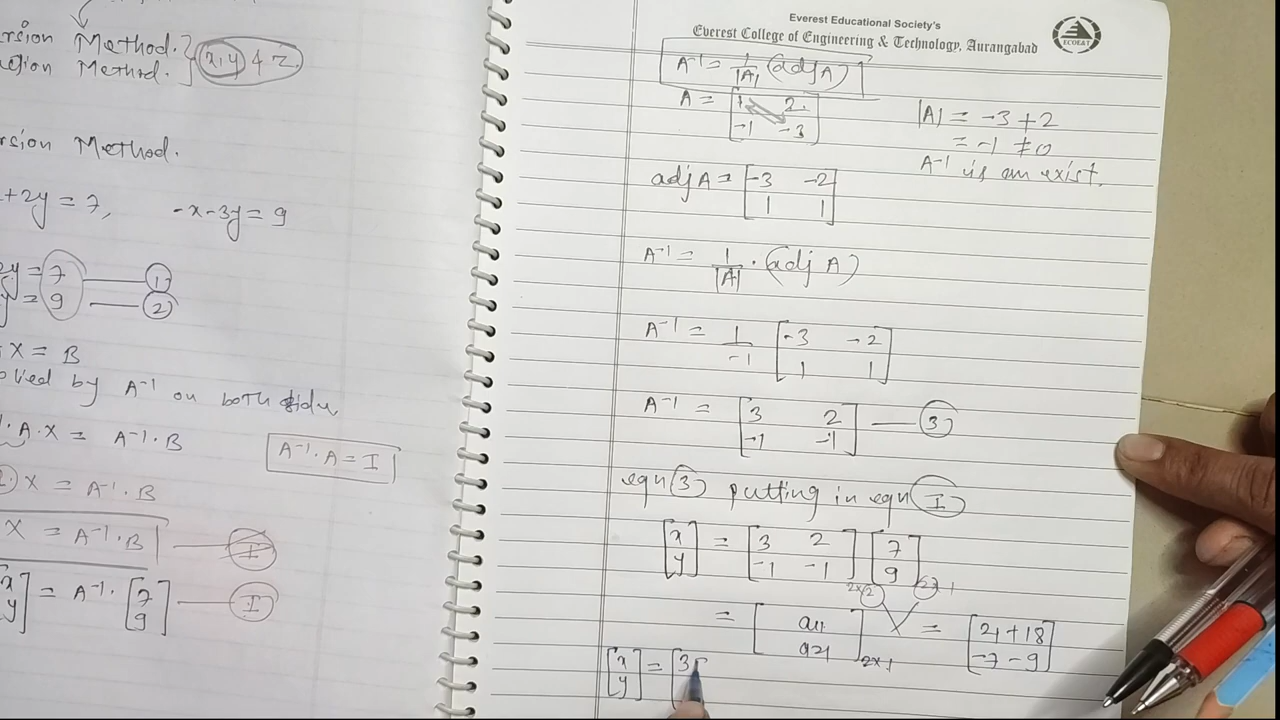 rsion Method.
Method.
x, y & z.
rsion Method.
+2y = 7, -x-3y = 9
2y = 7 — 1
y = 9 — 2
X = B
plied by A⁻¹ on both
·A·X = A⁻¹·B
A⁻¹·A = I
X = A⁻¹·B
X = A⁻¹·B — I
[x y] = A⁻¹·[7 9] — I
Everest Educational Society's
Everest College of Engineering & Technology, Aurangabad
ECOE&T
A⁻¹ = 1/|A| (adj A)
A = [1 2. -1 -3]
|A| = -3+2
= -1 ≠ 0
A⁻¹ is an exist.
adj A = [-3 -2 1 1]
A⁻¹ = 1/|A| · (adj A)
A⁻¹ = 1/-1 [-3 -2 1 1]
A⁻¹ = [3 2 -1 -1] — 3
eqn (3) putting in eqn I
[x y] = [3 2 -1 -1] 2×2 [7 9] 2×1
= [a11 a21] 2×1 = [21+18 -7-9]
[x y] = [3